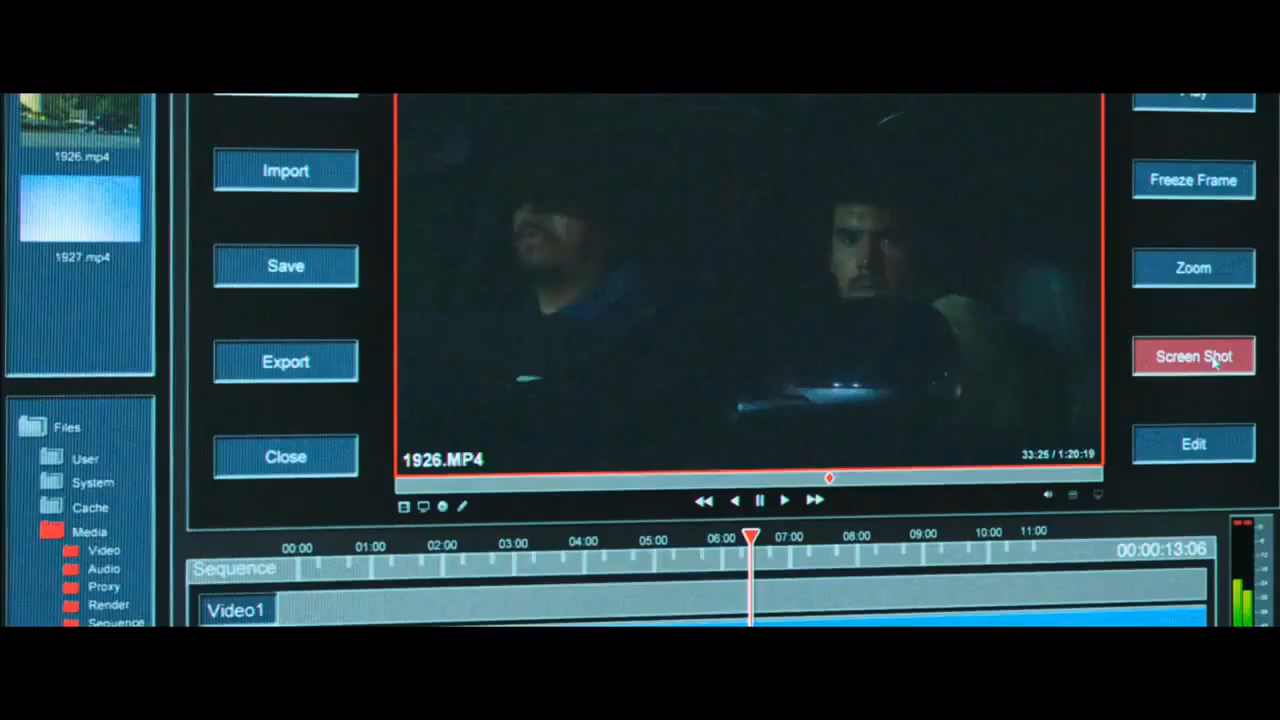 1926.mp4
1927.mp4
Files
User
System
Cache
Media
Video
Audio
Proxy
Render
Sequence
Import
Save
Export
Close
1926.MP4
33:25 / 1:20:19
Play
Freeze Frame
Zoom
Screen Shot
Edit
00:00 01:00 02:00 03:00 04:00 05:00 06:00 07:00 08:00 09:00 10:00 11:00
Sequence
00:00:13:06
Video1